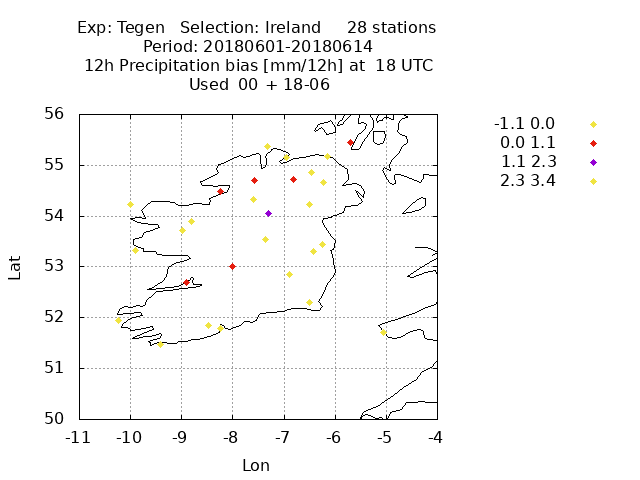 Exp: Tegen   Selection: Ireland     28 stations
Period: 20180601-20180614
12h Precipitation bias [mm/12h] at  18 UTC
Used  00  + 18-06
-1.1 0.0
0.0 1.1
1.1 2.3
2.3 3.4
56
55
54
53
52
51
50
Lat
-11 -10 -9 -8 -7 -6 -5 -4
Lon